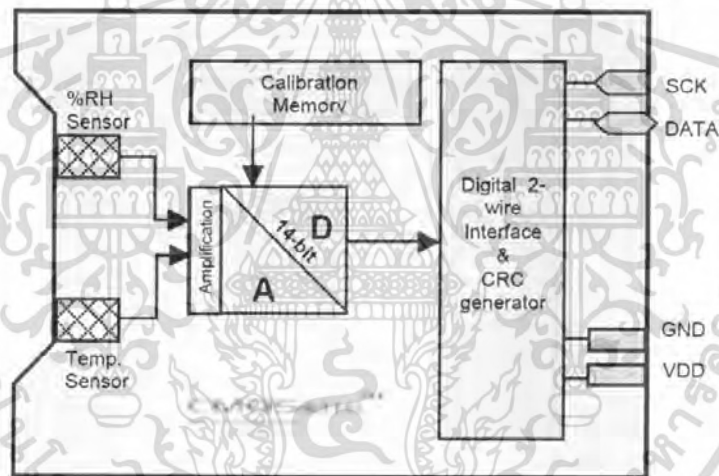 Calibration
Memory
%RH
Sensor
Amplification
14-bit
D
A
Temp.
Sensor
Digital 2-
wire
Interface
&
CRC
generator
SCK
DATA
GND
VDD